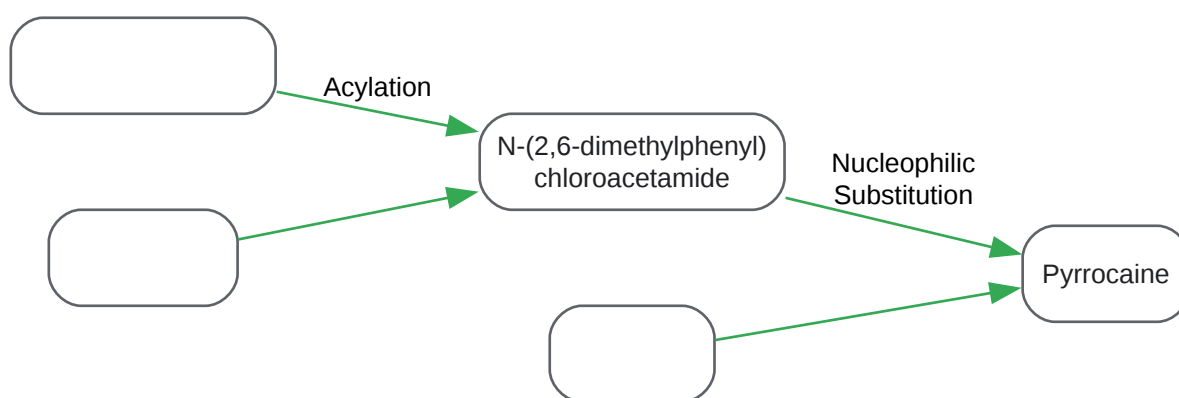 Acylation
N-(2,6-dimethylphenyl)
chloroacetamide
Nucleophilic
Substitution
Pyrrocaine